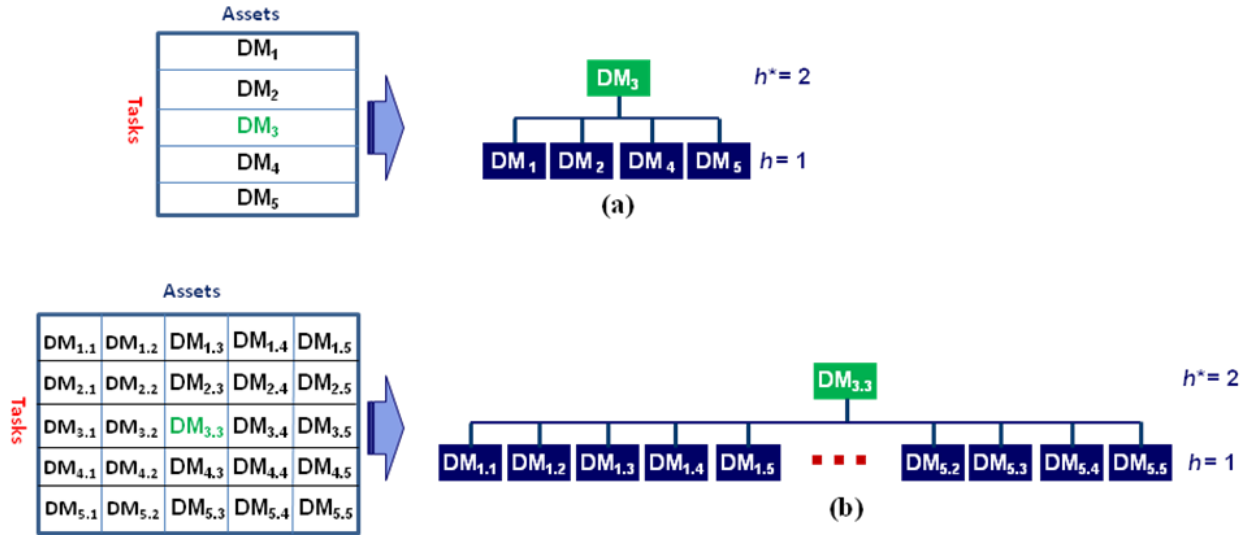 Assets
Tasks
DM1
DM2
DM3
DM4
DM5
DM3
h*= 2
DM1 DM2 DM4 DM5
h= 1
(a)
Assets
Tasks
DM1.1 DM1.2 DM1.3 DM1.4 DM1.5
DM2.1 DM2.2 DM2.3 DM2.4 DM2.5
DM3.1 DM3.2 DM3.3 DM3.4 DM3.5
DM4.1 DM4.2 DM4.3 DM4.4 DM4.5
DM5.1 DM5.2 DM5.3 DM5.4 DM5.5
DM3.3
h*= 2
DM1.1 DM1.2 DM1.3 DM1.4 DM1.5 ... DM5.2 DM5.3 DM5.4 DM5.5
h= 1
(b)